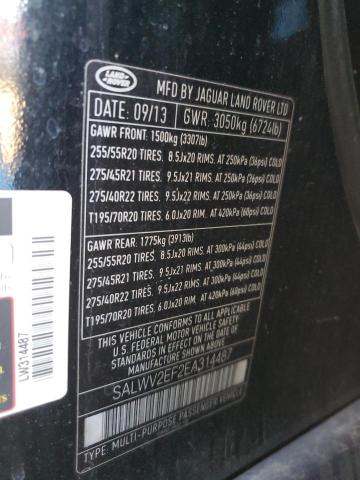 LAND
ROVER
MFD BY JAGUAR LAND ROVER LTD
DATE: 09/13
GWR: 3050kg (6724lb)
GAWR FRONT: 1500kg (3307lb)
255/55R20 TIRES. 8.5Jx20 RIMS. AT 250kPa (36psi) COLD
275/45R21 TIRES. 9.5Jx21 RIMS. AT 250kPa (36psi) COLD
275/40R22 TIRES. 9.5Jx22 RIMS. AT 250kPa (36psi) COLD
T195/70R20 TIRES. 6.0Jx20 RIM. AT 420kPa (60psi) COLD
GAWR REAR: 1775kg (3913lb)
255/55R20 TIRES. 8.5Jx20 RIMS. AT 300kPa (44psi) COLD
275/45R21 TIRES. 9.5Jx21 RIMS. AT 300kPa (44psi) COLD
275/40R22 TIRES. 9.5Jx22 RIMS. AT 300kPa (44psi) COLD
T195/70R20 TIRES. 6.0Jx20 RIM. AT 420kPa (60psi) COLD
THIS VEHICLE CONFORMS TO ALL APPLICABLE
U.S. FEDERAL MOTOR VEHICLE SAFETY AND
THEFT PREVENTION STANDARDS IN EFFECT ON
THE DATE OF MANUFACTURE SHOWN ABOVE.
SALWV2EF2EA314487
TYPE: MULTI-PURPOSE PASSENGER VEHICLE
LW314487